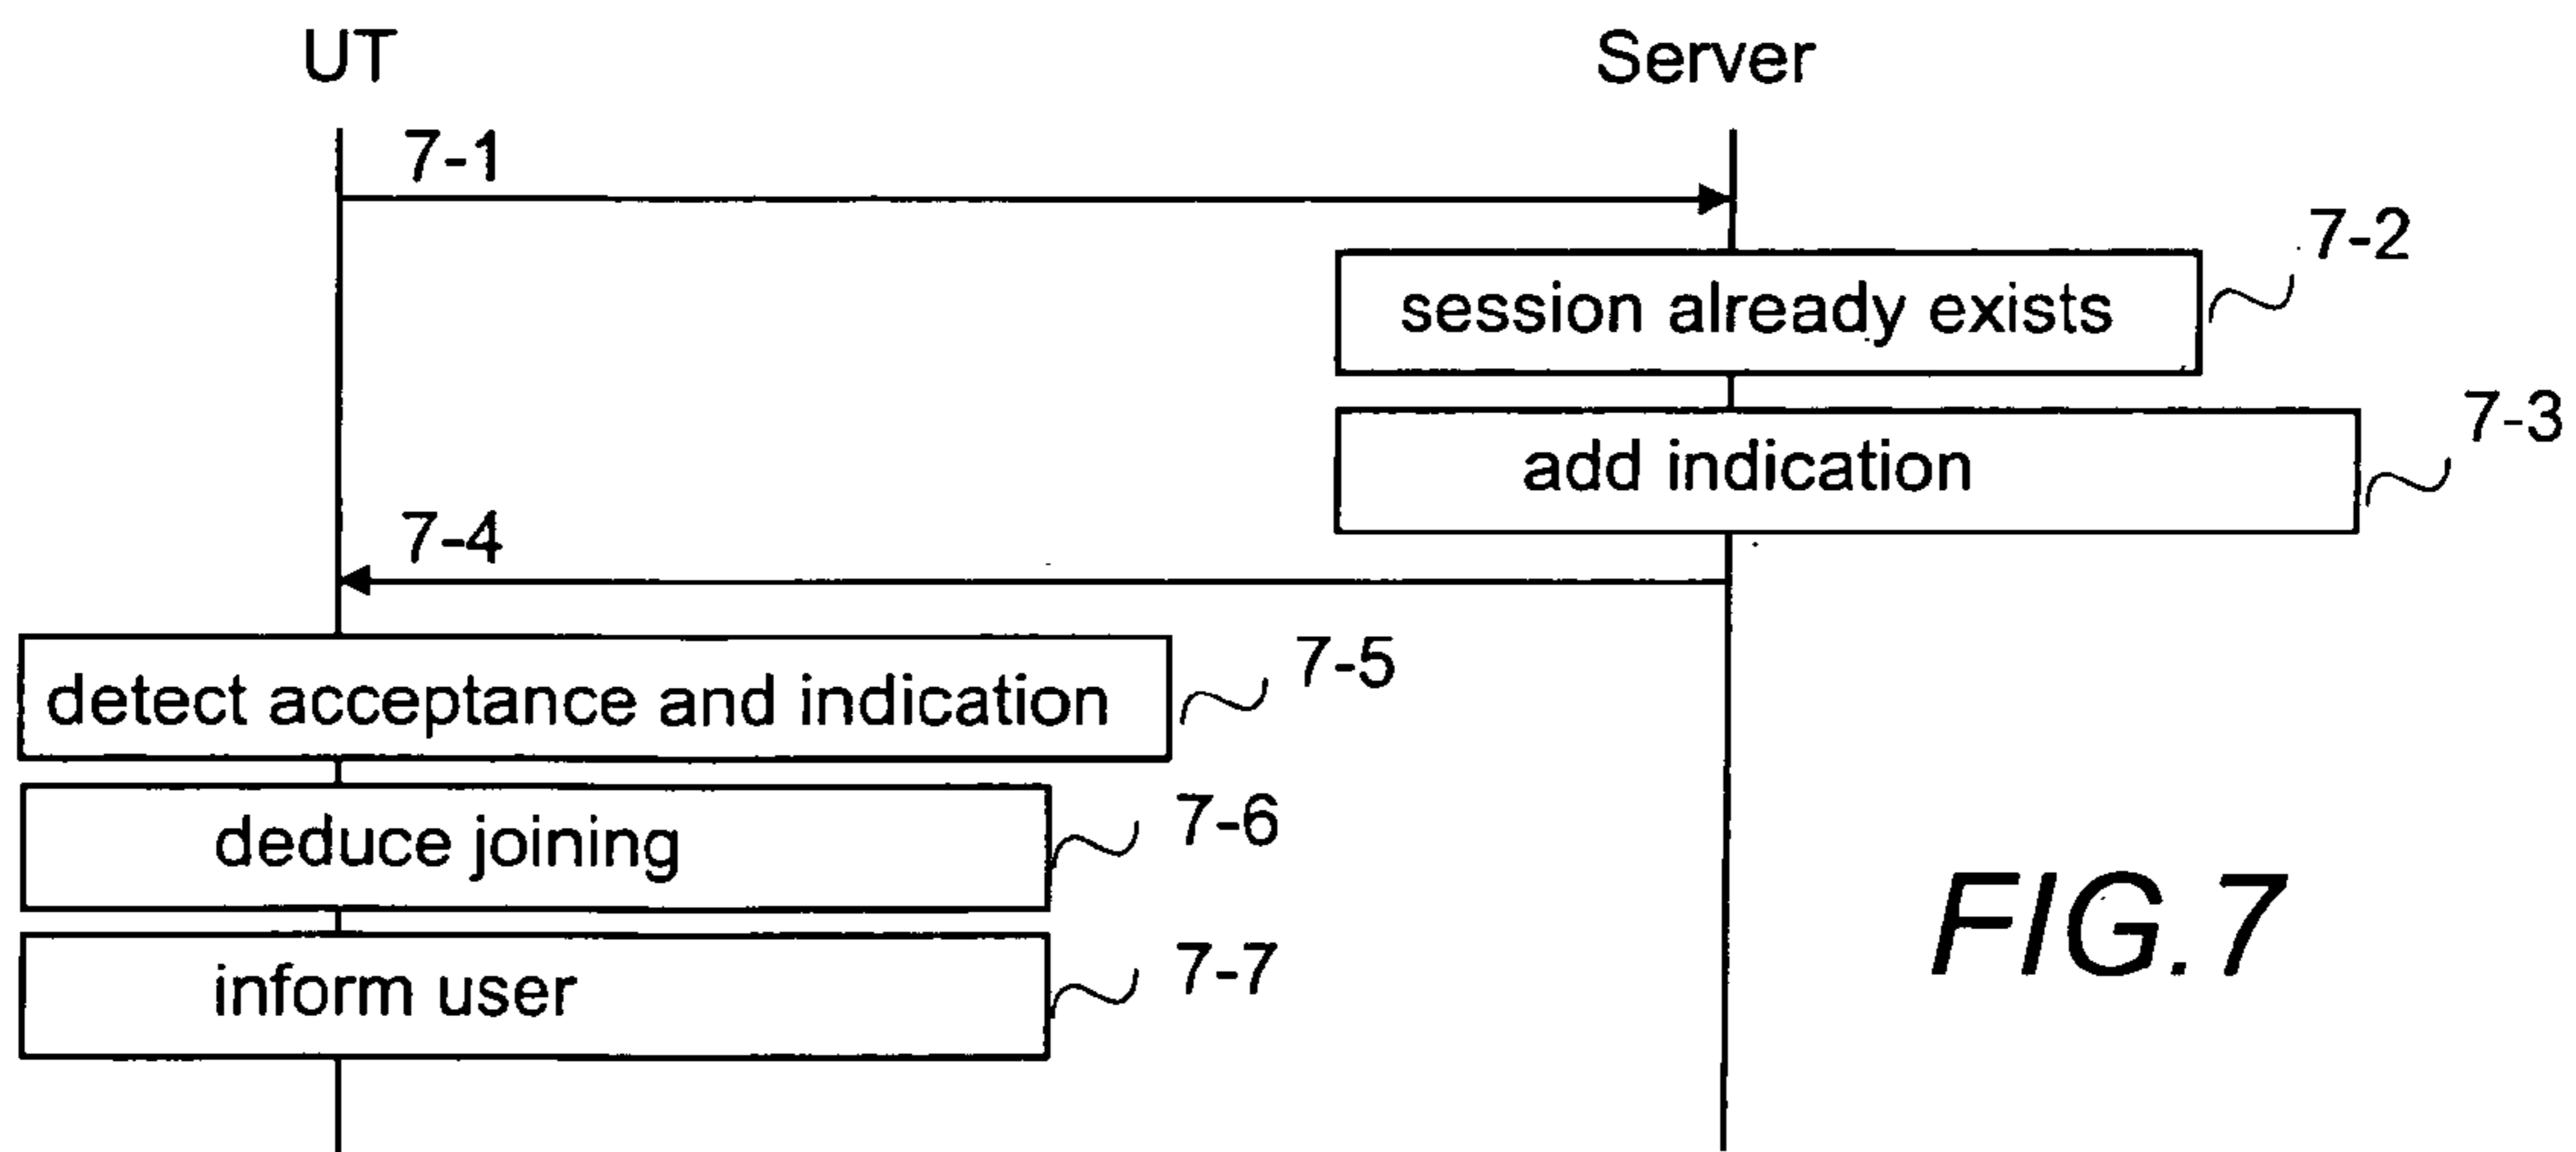 UT
Server
7-1
7-2
session already exists
7-3
add indication
7-4
7-5
detect acceptance and indication
7-6
deduce joining
7-7
inform user
FIG.7